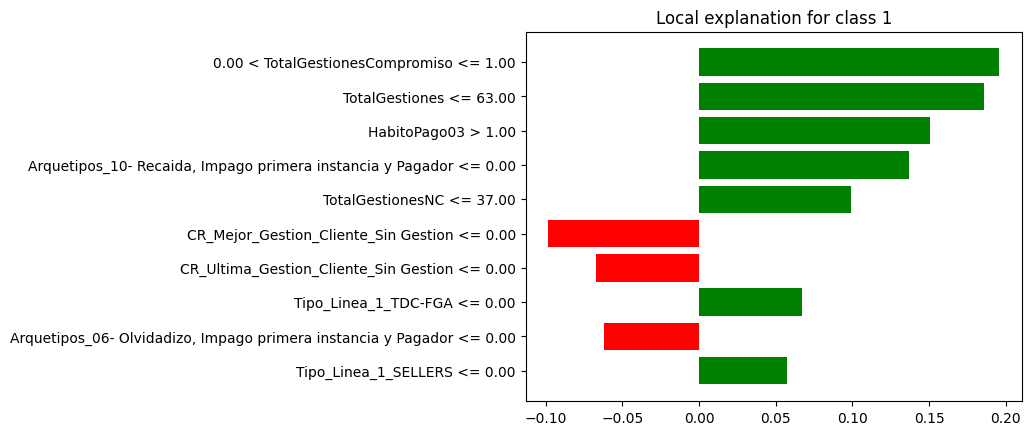 Local explanation for class 1
0.00 < TotalGestionesCompromiso <= 1.00
TotalGestiones <= 63.00
HabitoPago03 > 1.00
Arquetipos_10- Recaida, Impago primera instancia y Pagador <= 0.00
TotalGestionesNC <= 37.00
CR_Mejor_Gestion_Cliente_Sin Gestion <= 0.00
CR_Ultima_Gestion_Cliente_Sin Gestion <= 0.00
Tipo_Linea_1_TDC-FGA <= 0.00
Arquetipos_06- Olvidadizo, Impago primera instancia y Pagador <= 0.00
Tipo_Linea_1_SELLERS <= 0.00
−0.10 −0.05 0.00 0.05 0.10 0.15 0.20